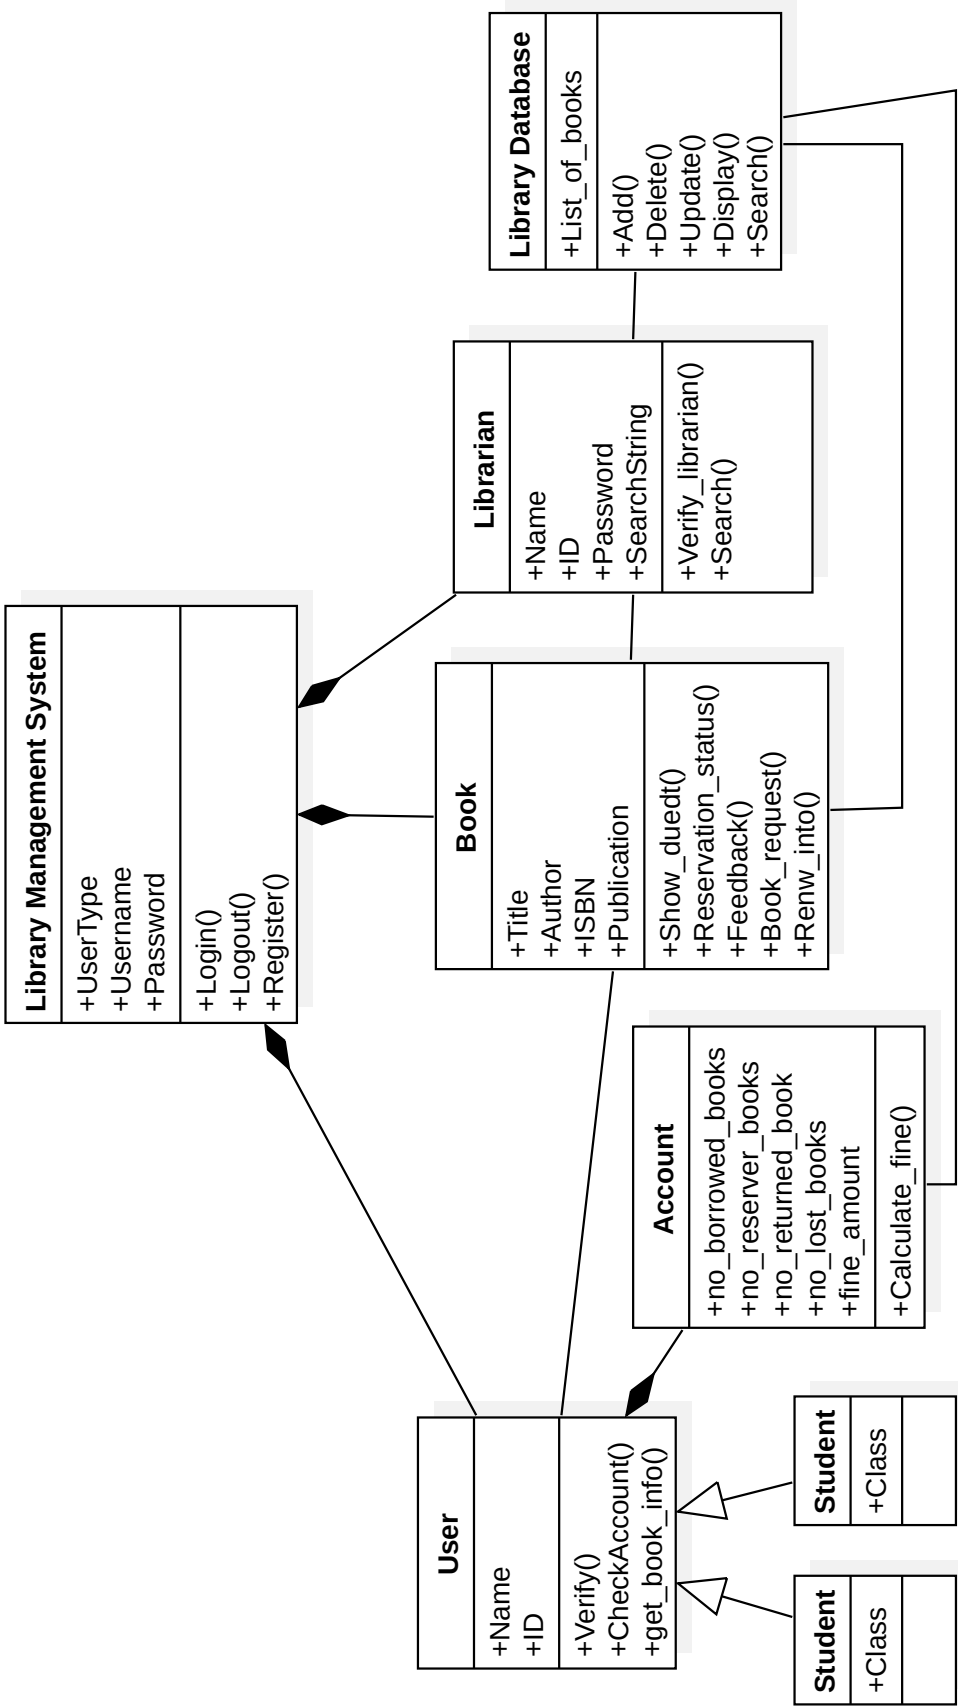 Library Management System
+UserType
+Username
+Password
+Login()
+Logout()
+Register()
User
+Name
+ID
+Verify()
+CheckAccount()
+get_book_info()
Book
+Title
+Author
+ISBN
+Publication
+Show_duedt()
+Reservation_status()
+Feedback()
+Book_request()
+Renw_into()
Librarian
+Name
+ID
+Password
+SearchString
+Verify_librarian()
+Search()
Library Database
+List_of_books
+Add()
+Delete()
+Update()
+Display()
+Search()
Account
+no_borrowed_books
+no_reserver_books
+no_returned_book
+no_lost_books
+fine_amount
+Calculate_fine()
Student
+Class
Student
+Class